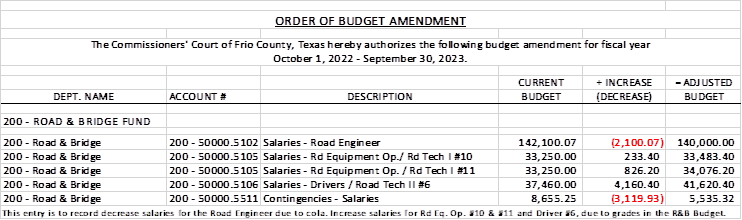 ORDER OF BUDGET AMENDMENT
The Commissioners' Court of Frio County, Texas hereby authorizes the following budget amendment for fiscal year
October 1, 2022 - September 30, 2023.
CURRENT + INCREASE = ADJUSTED
DEPT. NAME ACCOUNT # DESCRIPTION BUDGET (DECREASE) BUDGET
200 - ROAD & BRIDGE FUND
200 - Road & Bridge 200 - 50000.5102 Salaries - Road Engineer 142,100.07 (2,100.07) 140,000.00
200 - Road & Bridge 200 - 50000.5105 Salaries - Rd Equipment Op./ Rd Tech I #10 33,250.00 233.40 33,483.40
200 - Road & Bridge 200 - 50000.5105 Salaries - Rd Equipment Op. / Rd Tech I #11 33,250.00 826.20 34,076.20
200 - Road & Bridge 200 - 50000.5106 Salaries - Drivers / Road Tech II #6 37,460.00 4,160.40 41,620.40
200 - Road & Bridge 200 - 50000.5511 Contingencies - Salaries 8,655.25 (3,119.93) 5,535.32
This entry is to record decrease salaries for the Road Engineer due to cola. Increase salaries for Rd Eq. Op. #10 & #11 and Driver #6, due to grades in the R&B Budget.